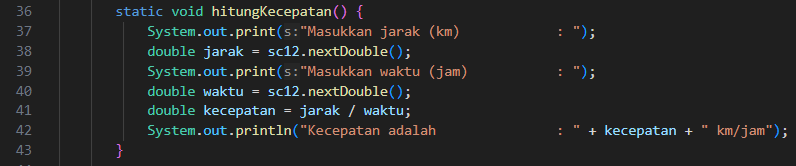 36 static void hitungKecepatan() {
37 System.out.print(s:"Masukkan jarak (km)            : ");
38 double jarak = sc12.nextDouble();
39 System.out.print(s:"Masukkan waktu (jam)           : ");
40 double waktu = sc12.nextDouble();
41 double kecepatan = jarak / waktu;
42 System.out.println("Kecepatan adalah               : " + kecepatan + " km/jam");
43 }